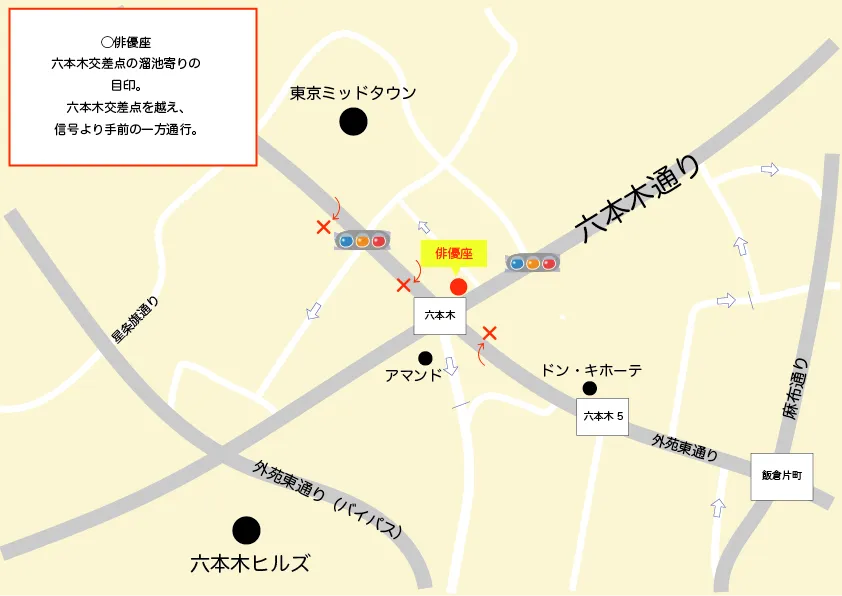 ◯俳優座
六本木交差点の溜池寄りの
目印。
六本木交差点を越え、
信号より手前の一方通行。
東京ミッドタウン
六本木通り
俳優座
星条旗通り
六本木
アマンド
ドン・キホーテ
麻布通り
六本木 5
外苑東通り
飯倉片町
外苑東通り（バイパス）
六本木ヒルズ